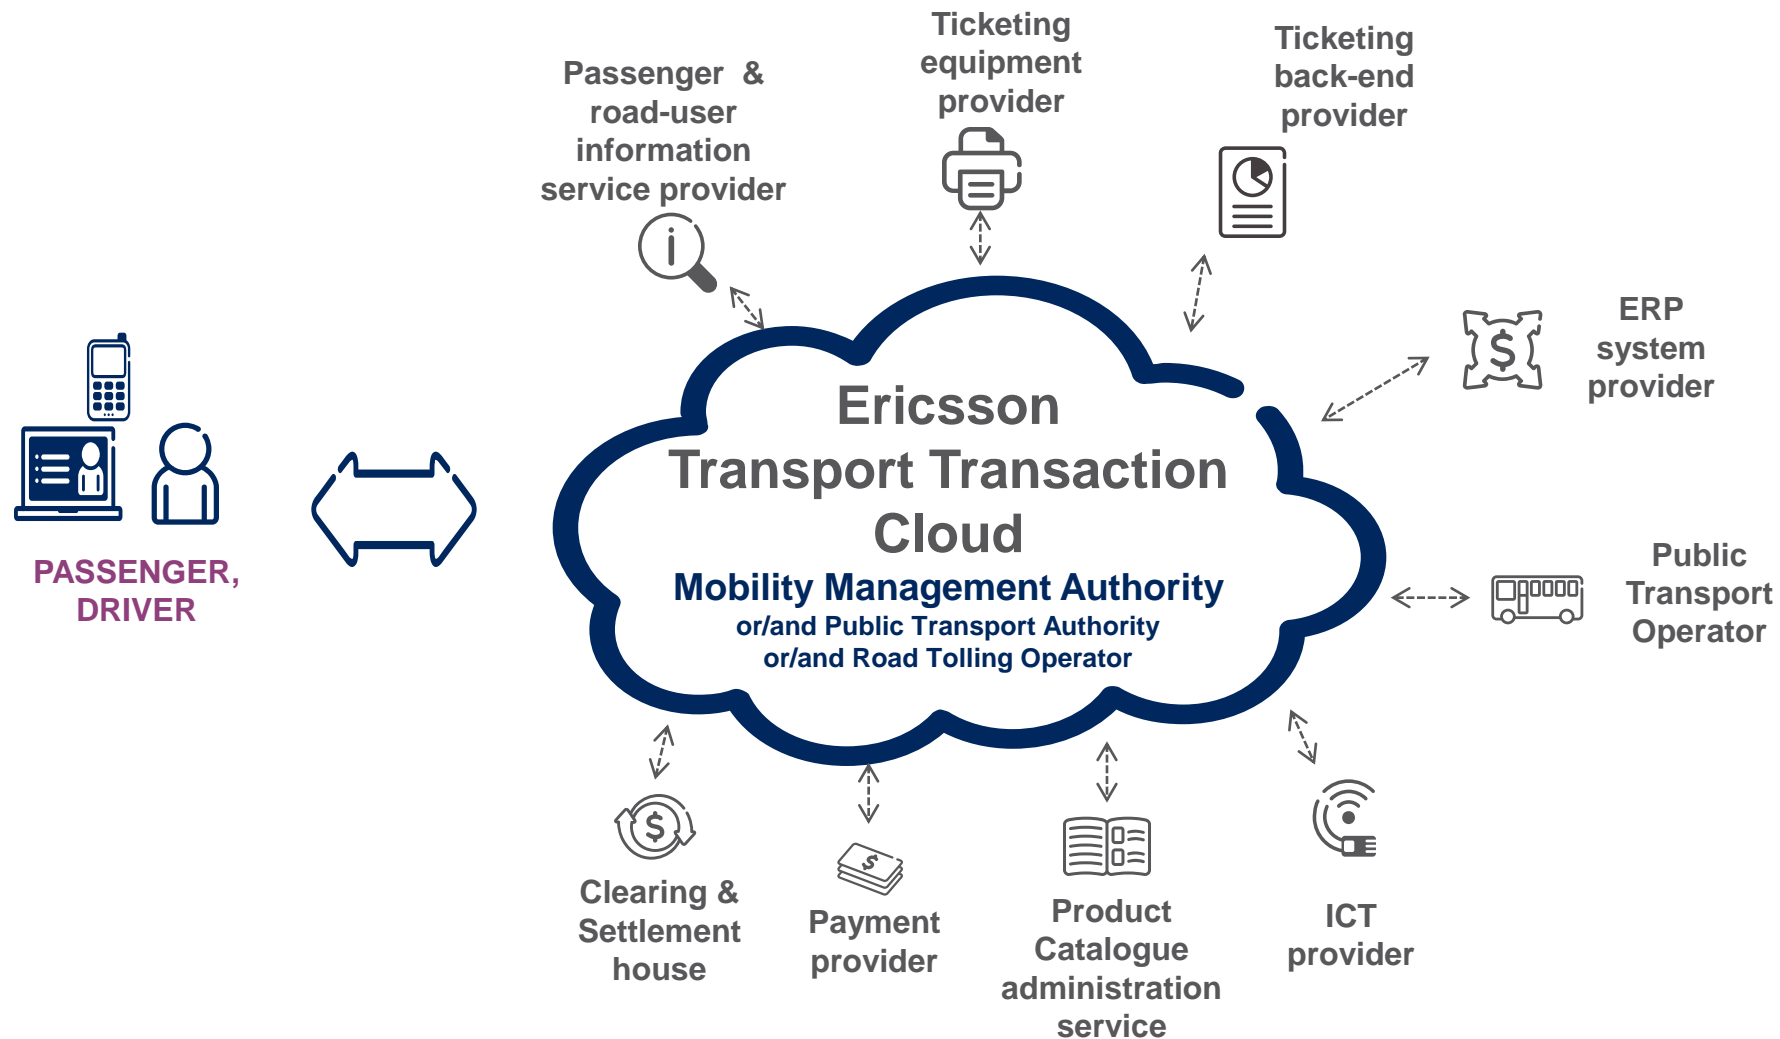 Ticketing
equipment
provider
Ticketing
back-end
provider
Passenger & 
road-user
information
service provider
i
ERP
system
provider
$
Ericsson
Transport Transaction
Cloud
Mobility Management Authority
or/and Public Transport Authority
or/and Road Tolling Operator
PASSENGER,
DRIVER
Public
Transport
Operator
$
Clearing &
Settlement
house
$
Payment
provider
Product
Catalogue
administration
service
ICT
provider